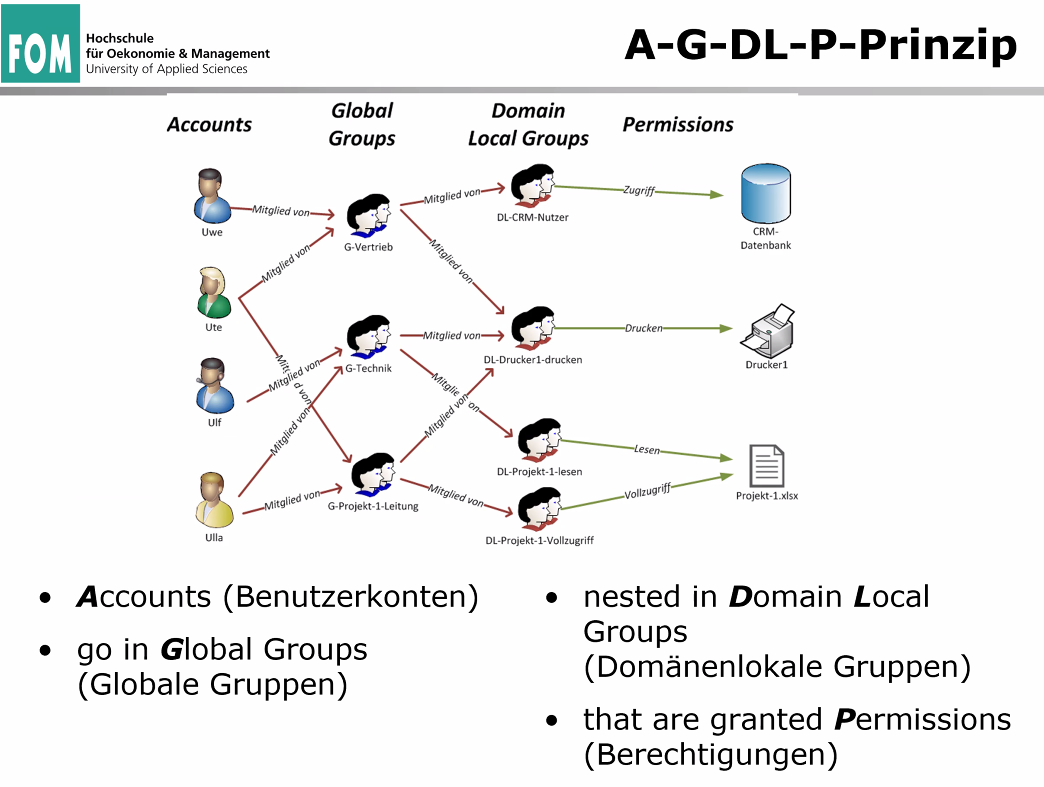 FOM
Hochschule
für Oekonomie & Management
University of Applied Sciences
A-G-DL-P-Prinzip
Accounts
Global
Groups
Domain
Local Groups
Permissions
Uwe
Mitglied von
G-Vertrieb
Mitglied von
DL-CRM-Nutzer
Zugriff
CRM-
Datenbank
Mitglied von
Mitglied von
Ute
Mitglied von
G-Technik
Mitglied von
DL-Drucker1-drucken
Drucken
Drucker1
Ulf
Mitglied von
Mitglied von
Mitglied von
Mitglied von
DL-Projekt-1-lesen
Lesen
Ulla
Mitglied von
G-Projekt-1-Leitung
Mitglied von
DL-Projekt-1-Vollzugriff
Vollzugriff
Projekt-1.xlsx
• Accounts (Benutzerkonten)
• go in Global Groups
(Globale Gruppen)
• nested in Domain Local
Groups
(Domänenlokale Gruppen)
• that are granted Permissions
(Berechtigungen)